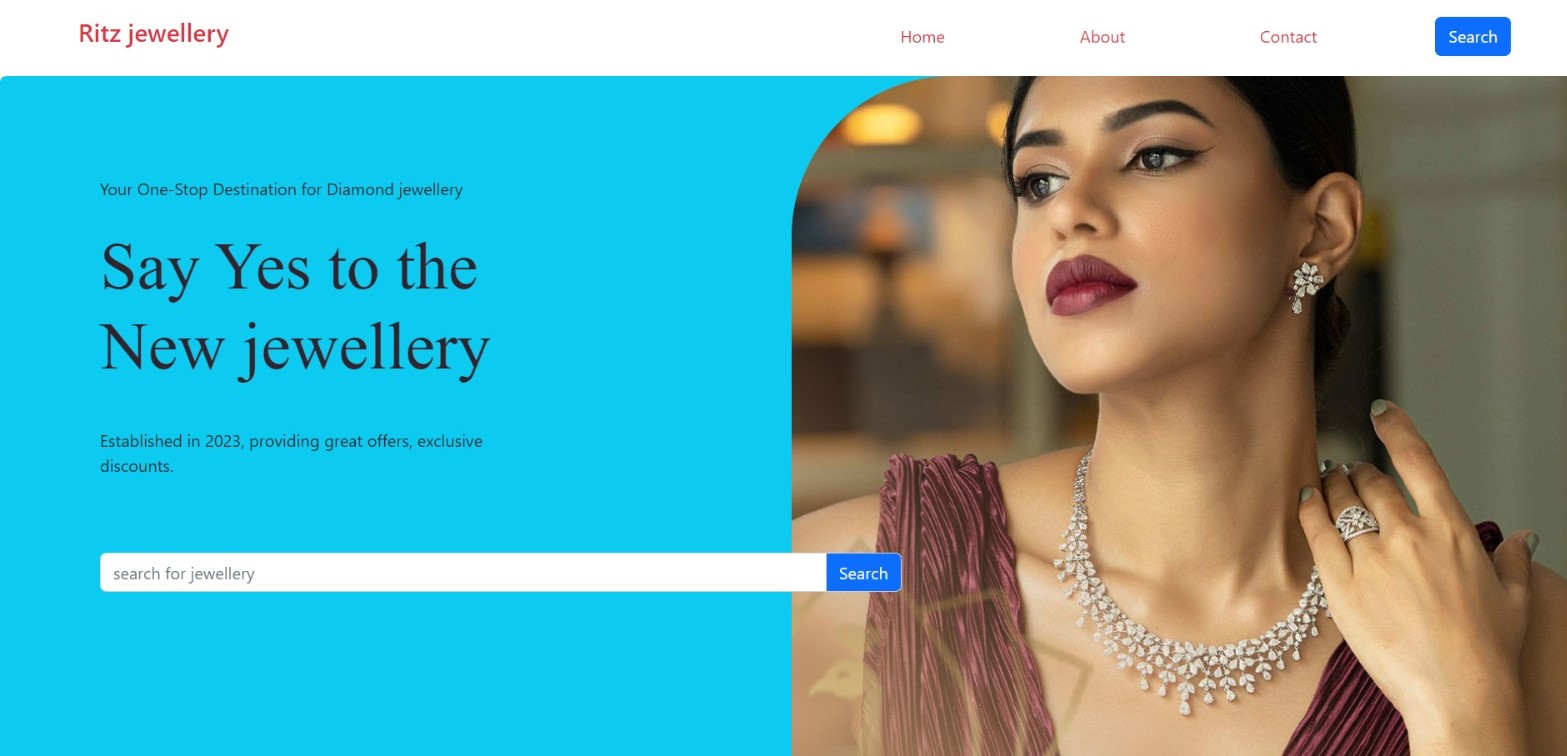 Ritz jewellery
Home
About
Contact
Search
Your One-Stop Destination for Diamond jewellery
Say Yes to the
New jewellery
Established in 2023, providing great offers, exclusive
discounts.
search for jewellery
Search